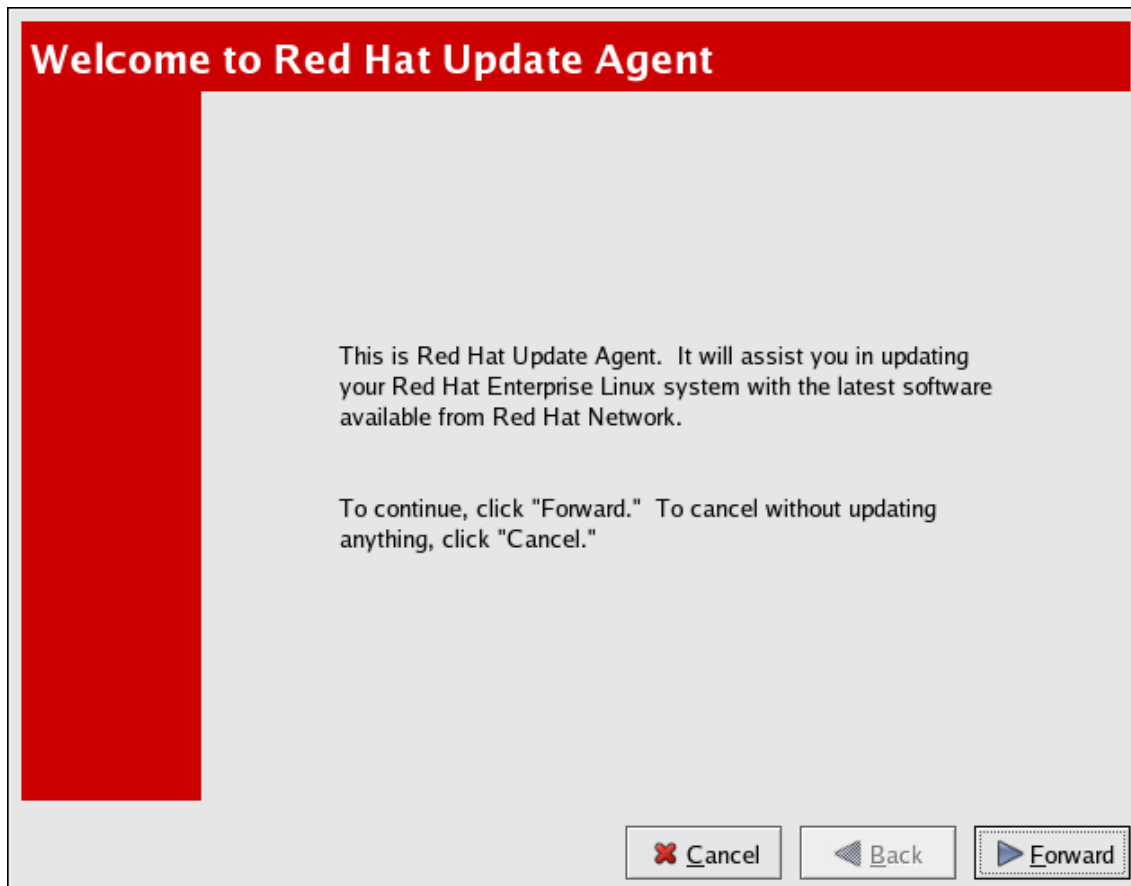 Welcome to Red Hat Update Agent
This is Red Hat Update Agent.  It will assist you in updating
your Red Hat Enterprise Linux system with the latest software
available from Red Hat Network.
To continue, click "Forward."  To cancel without updating
anything, click "Cancel."
Cancel
Back
Forward